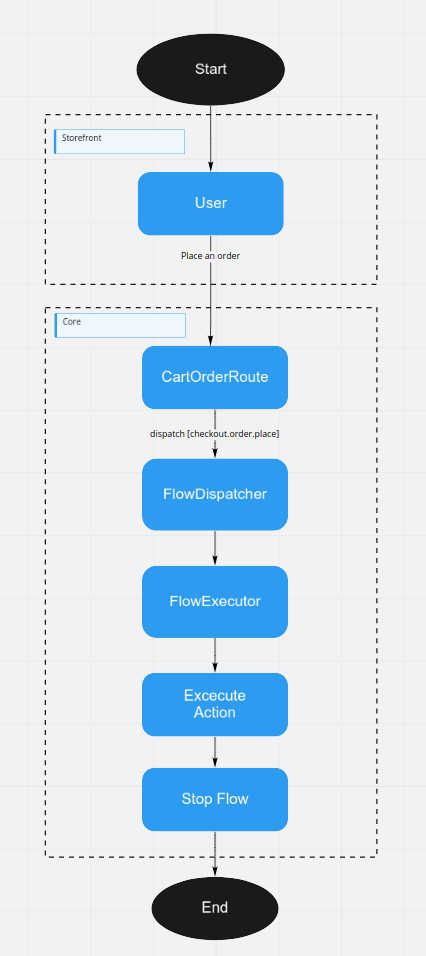 Start
Storefront
User
Place an order
Core
CartOrderRoute
dispatch [checkout.order.place]
FlowDispatcher
FlowExecutor
Excecute
Action
Stop Flow
End